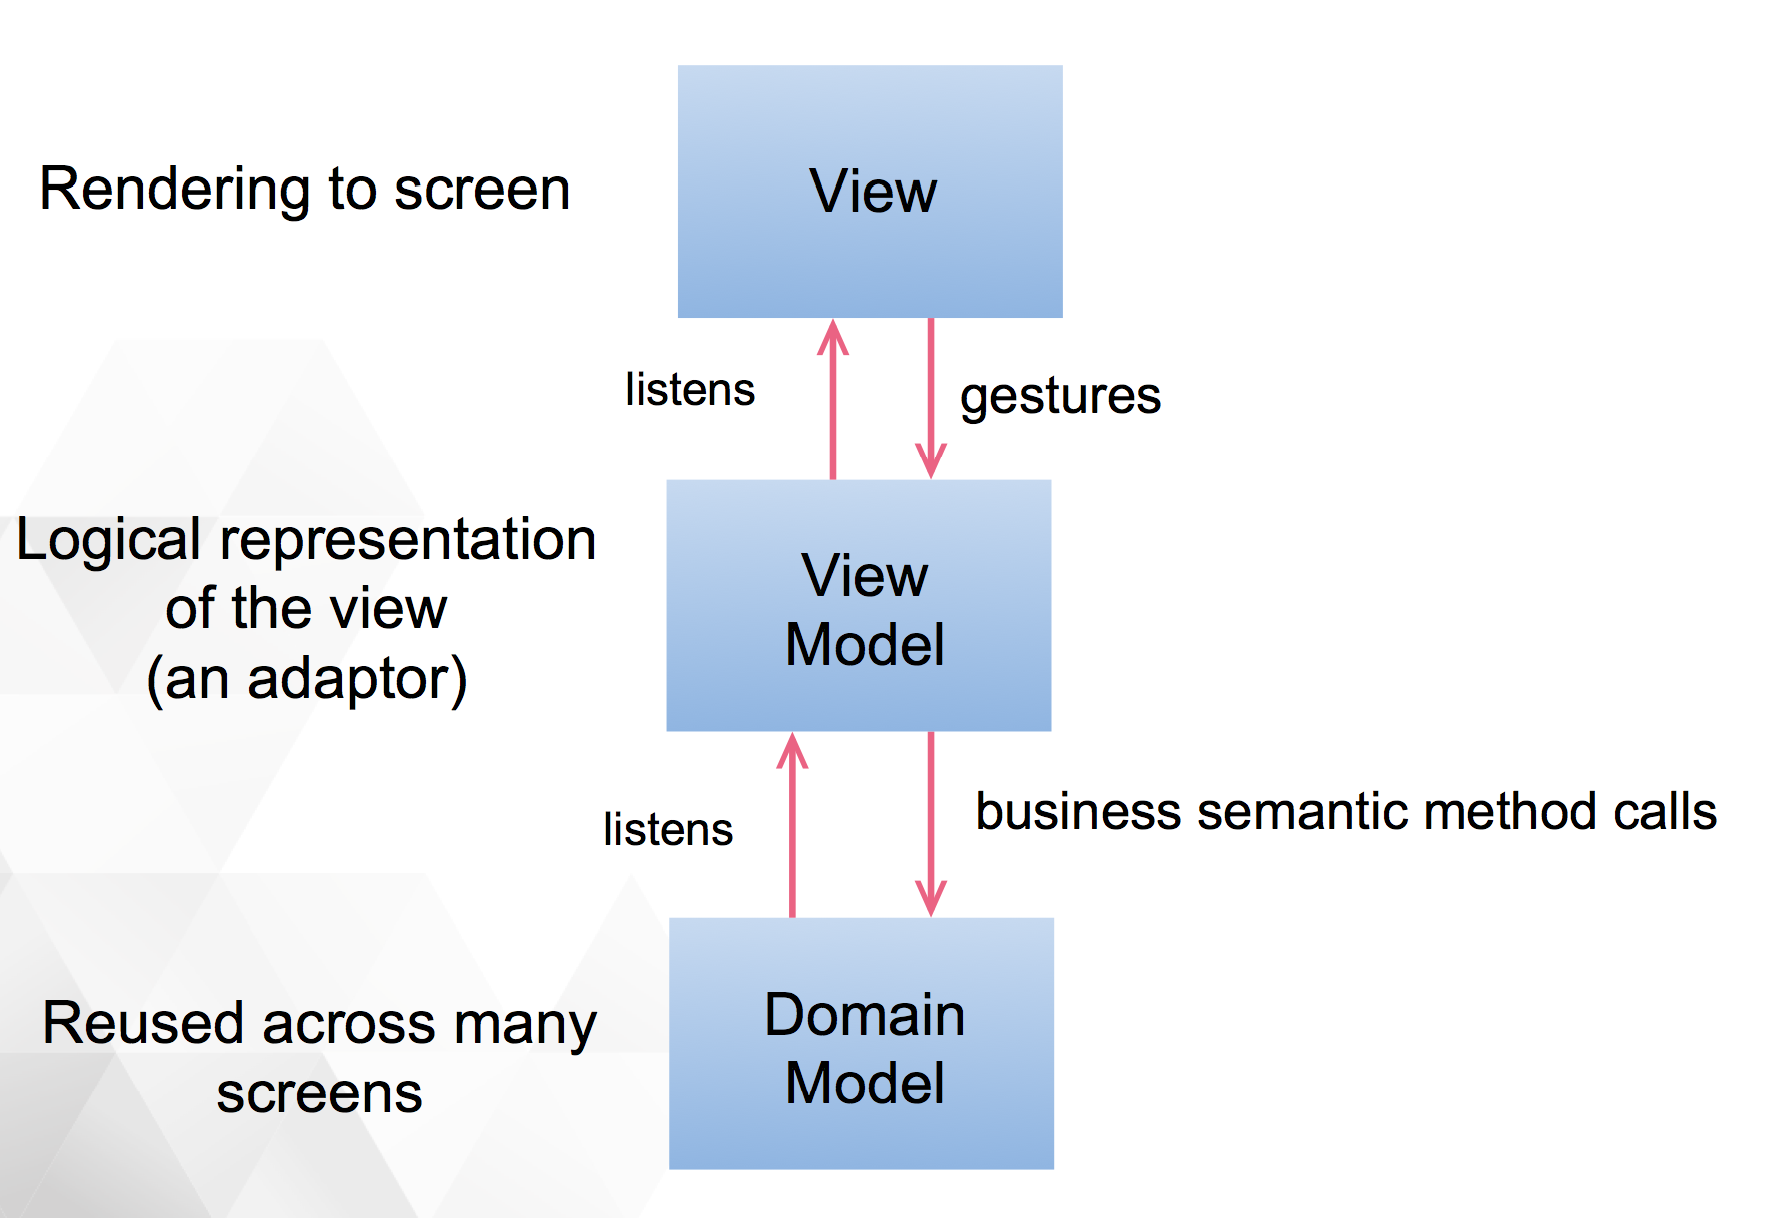 Rendering to screen
View
listens
gestures
Logical representation
of the view
(an adaptor)
View
Model
listens
business semantic method calls
Reused across many
screens
Domain
Model